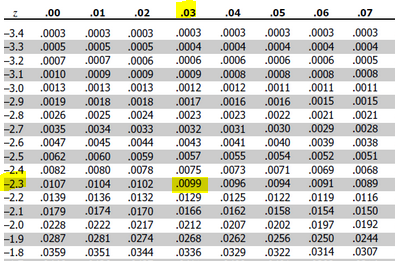 z .00 .01 .02 .03 .04 .05 .06 .07
−3.4 .0003 .0003 .0003 .0003 .0003 .0003 .0003 .0003
−3.3 .0005 .0005 .0005 .0004 .0004 .0004 .0004 .0004
−3.2 .0007 .0007 .0006 .0006 .0006 .0006 .0006 .0005
−3.1 .0010 .0009 .0009 .0009 .0008 .0008 .0008 .0008
−3.0 .0013 .0013 .0013 .0012 .0012 .0011 .0011 .0011
−2.9 .0019 .0018 .0018 .0017 .0016 .0016 .0015 .0015
−2.8 .0026 .0025 .0024 .0023 .0023 .0022 .0021 .0021
−2.7 .0035 .0034 .0033 .0032 .0031 .0030 .0029 .0028
−2.6 .0047 .0045 .0044 .0043 .0041 .0040 .0039 .0038
−2.5 .0062 .0060 .0059 .0057 .0055 .0054 .0052 .0051
−2.4 .0082 .0080 .0078 .0075 .0073 .0071 .0069 .0068
−2.3 .0107 .0104 .0102 .0099 .0096 .0094 .0091 .0089
−2.2 .0139 .0136 .0132 .0129 .0125 .0122 .0119 .0116
−2.1 .0179 .0174 .0170 .0166 .0162 .0158 .0154 .0150
−2.0 .0228 .0222 .0217 .0212 .0207 .0202 .0197 .0192
−1.9 .0287 .0281 .0274 .0268 .0262 .0256 .0250 .0244
−1.8 .0359 .0351 .0344 .0336 .0329 .0322 .0314 .0307